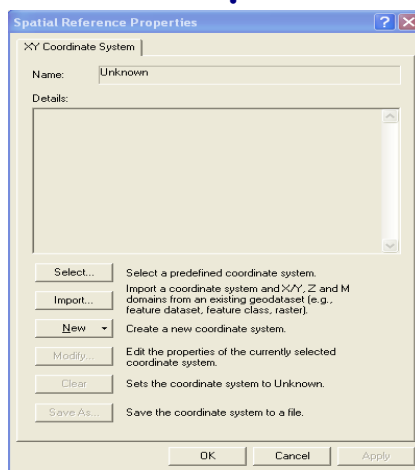 Spatial Reference Properties
XY Coordinate System
Name: Unknown
Details:
Select... Select a predefined coordinate system.
Import... Import a coordinate system and X/Y, Z and M
domains from an existing geodataset (e.g.,
feature dataset, feature class, raster).
New Create a new coordinate system.
Modify... Edit the properties of the currently selected
coordinate system.
Clear Sets the coordinate system to Unknown.
Save As... Save the coordinate system to a file.
OK Cancel Apply